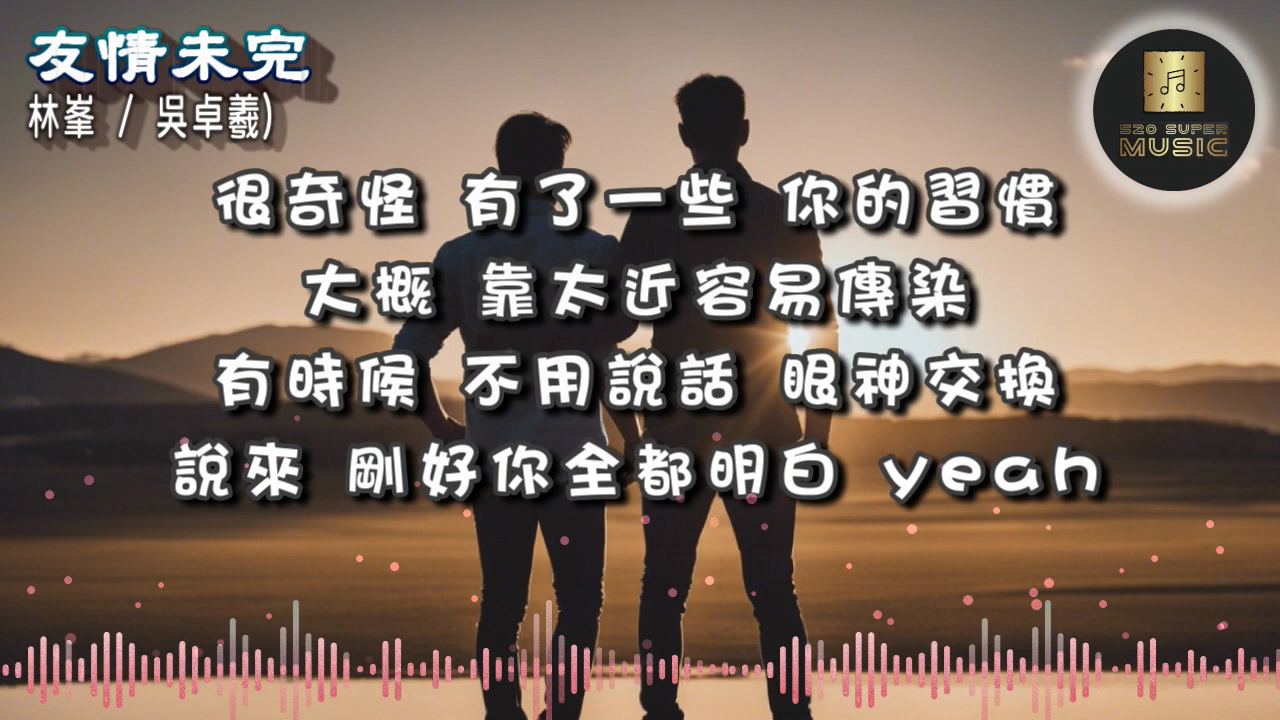 友情未完
林峯 / 吳卓羲)
520 SUPER
MUSIC
很奇怪 有了一些 你的習慣
大概 靠太近容易傳染
有時候 不用說話 眼神交換
說來 剛好你全都明白 yeah